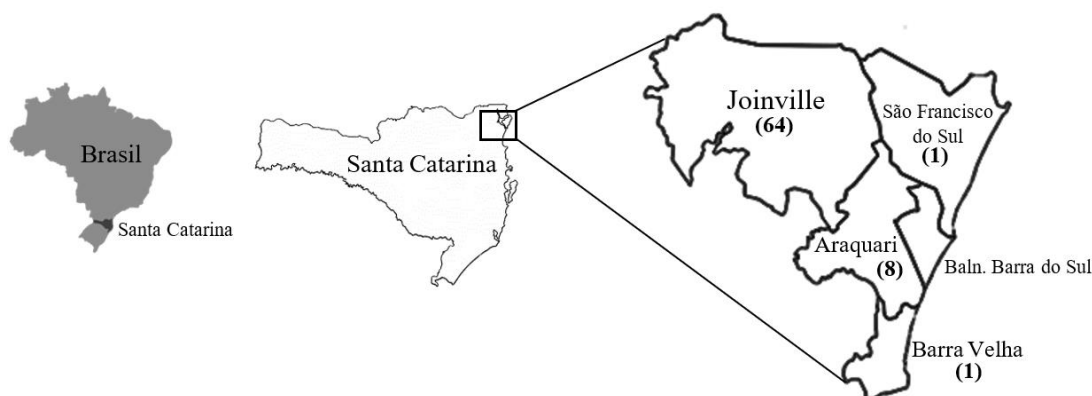 Brasil
Santa Catarina
Santa Catarina
Joinville
(64)
São Francisco
do Sul
(1)
Araquari
(8)
Baln. Barra do Sul
Barra Velha
(1)